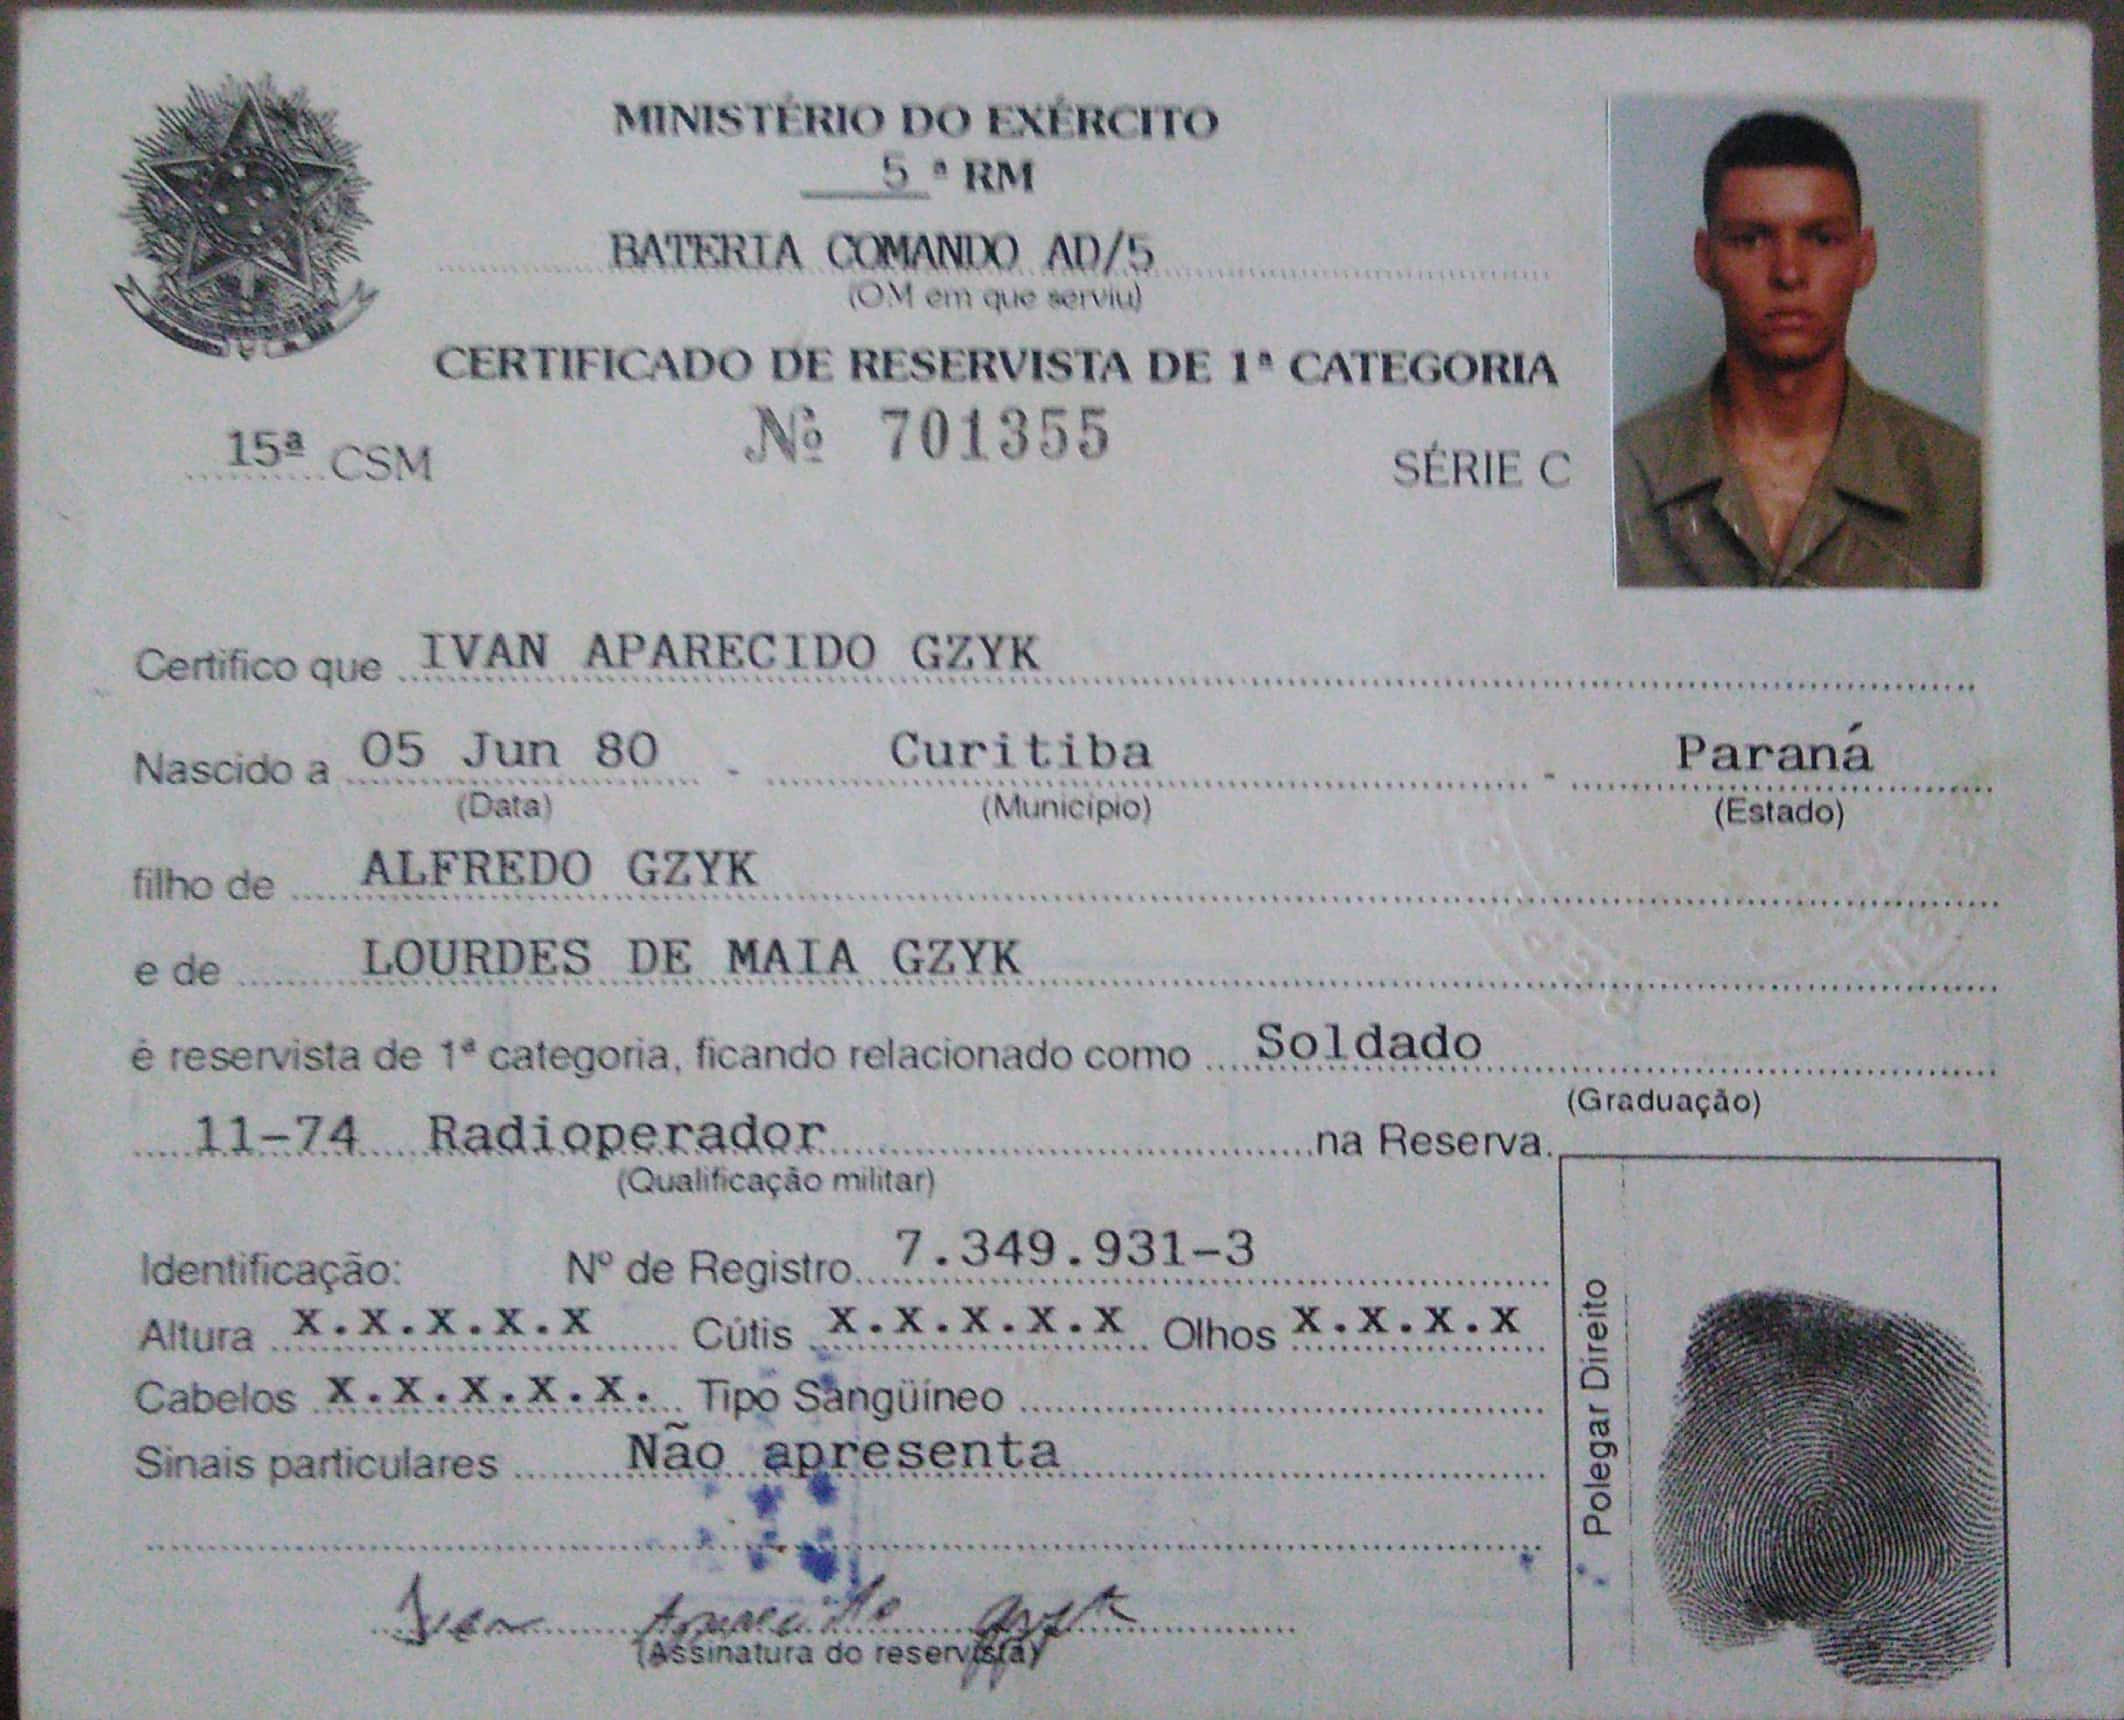 MINISTÉRIO DO EXÉRCITO
5 ª RM
BATERIA COMANDO AD/5
(OM em que serviu)
CERTIFICADO DE RESERVISTA DE 1ª CATEGORIA
15ª CSM
Nº 701355
SÉRIE C
Certifico que IVAN APARECIDO GZYK
Nascido a 05 Jun 80 - Curitiba - Paraná
(Data) (Município) (Estado)
filho de ALFREDO GZYK
e de LOURDES DE MAIA GZYK
é reservista de 1ª categoria, ficando relacionado como Soldado
(Graduação)
11-74 Radioperador na Reserva.
(Qualificação militar)
Identificação: Nº de Registro 7.349.931-3
Altura x.x.x.x.x Cútis x.x.x.x.x Olhos x.x.x.x
Cabelos x.x.x.x.x. Tipo Sangüíneo
Sinais particulares Não apresenta
Polegar Direito
Ivan Aparecido Gzyk
(Assinatura do reservista)